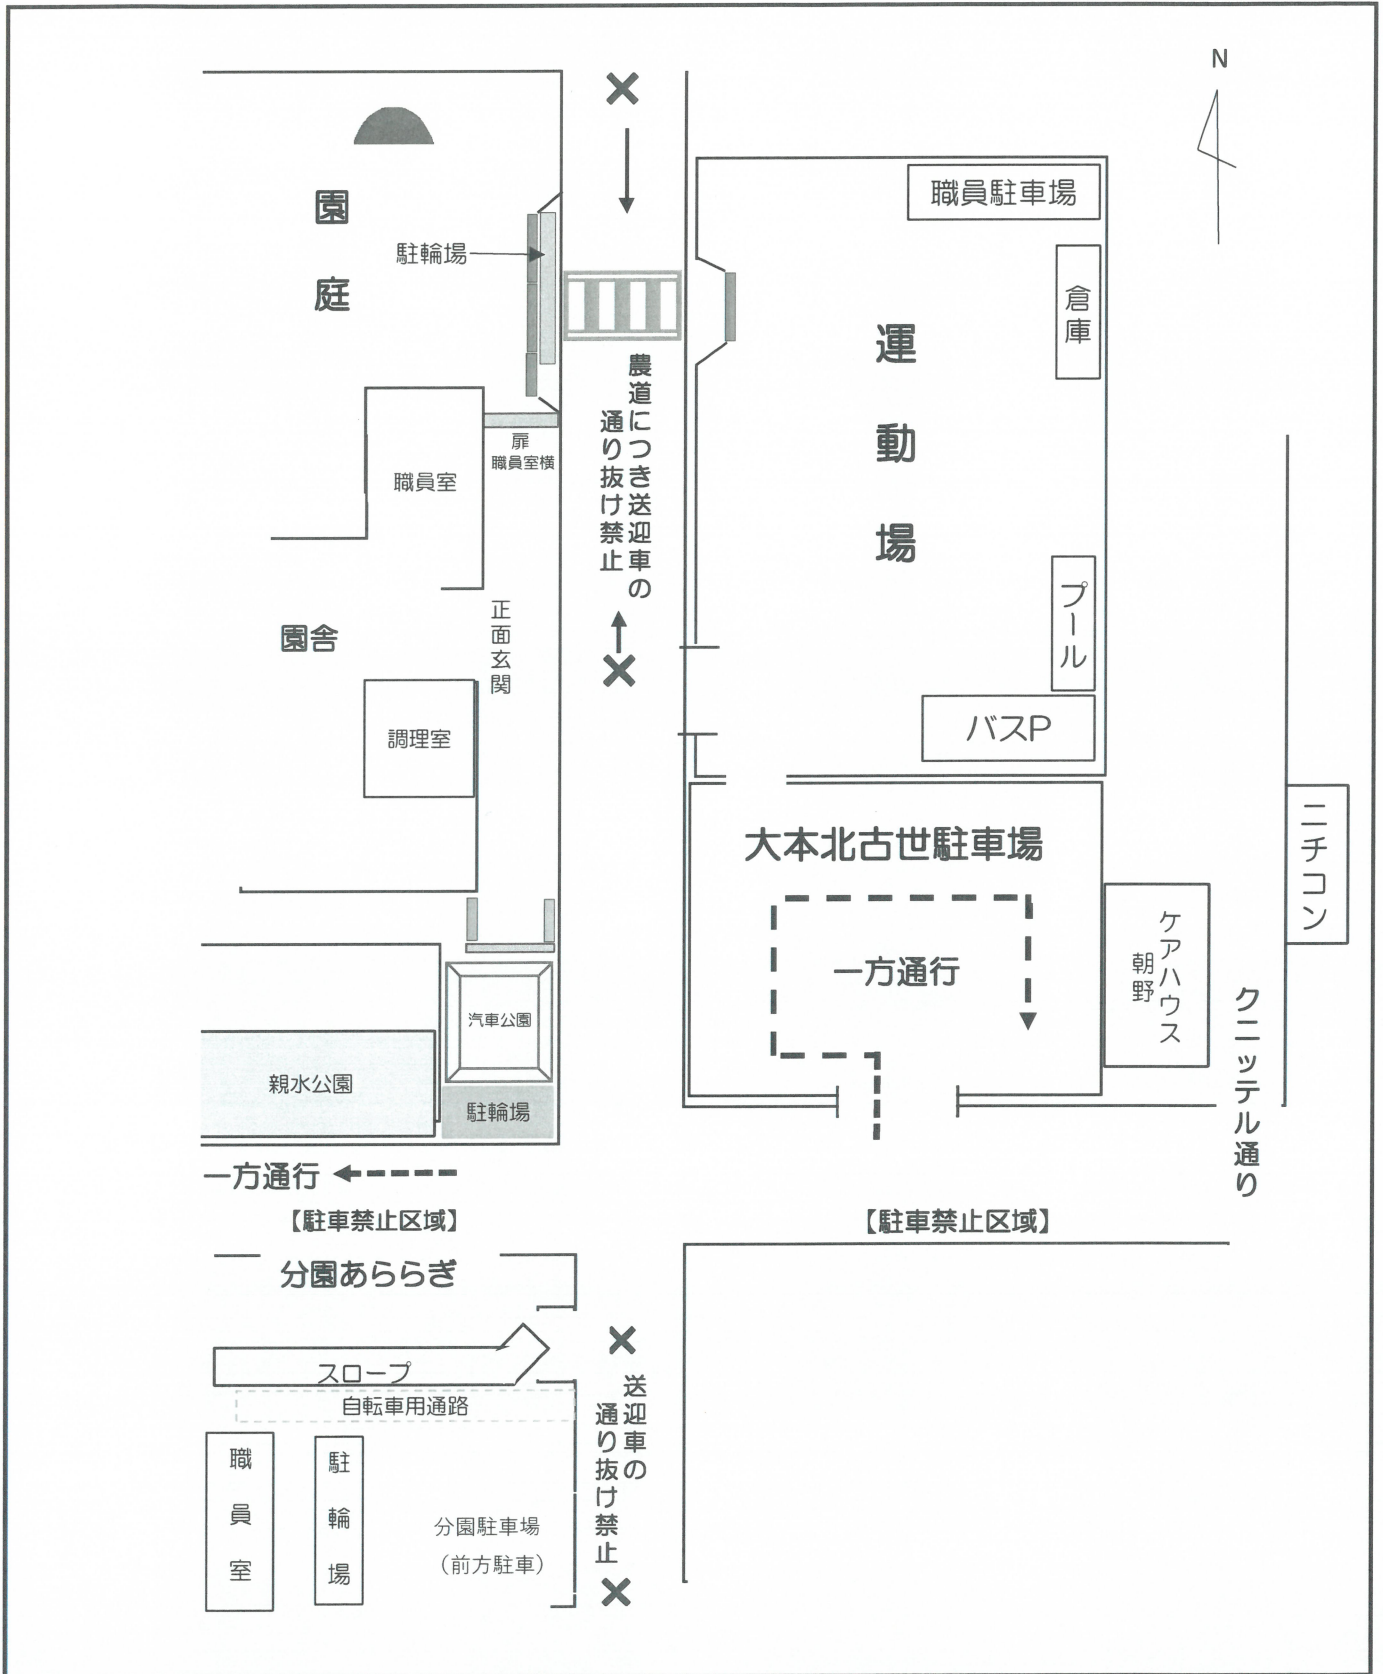 N
職員駐車場
園庭
駐輪場
倉庫
運動場
農道につき送迎車の
通り抜け禁止
扉
職員室横
職員室
正面玄関
園舎
プール
調理室
バスP
大本北古世駐車場
ニチコン
一方通行
ケアハウス
朝野
クニッテル通り
汽車公園
親水公園
駐輪場
一方通行
【駐車禁止区域】
【駐車禁止区域】
分園あららぎ
スロープ
自転車用通路
送迎車の
通り抜け禁止
職員室
駐輪場
分園駐車場
（前方駐車）